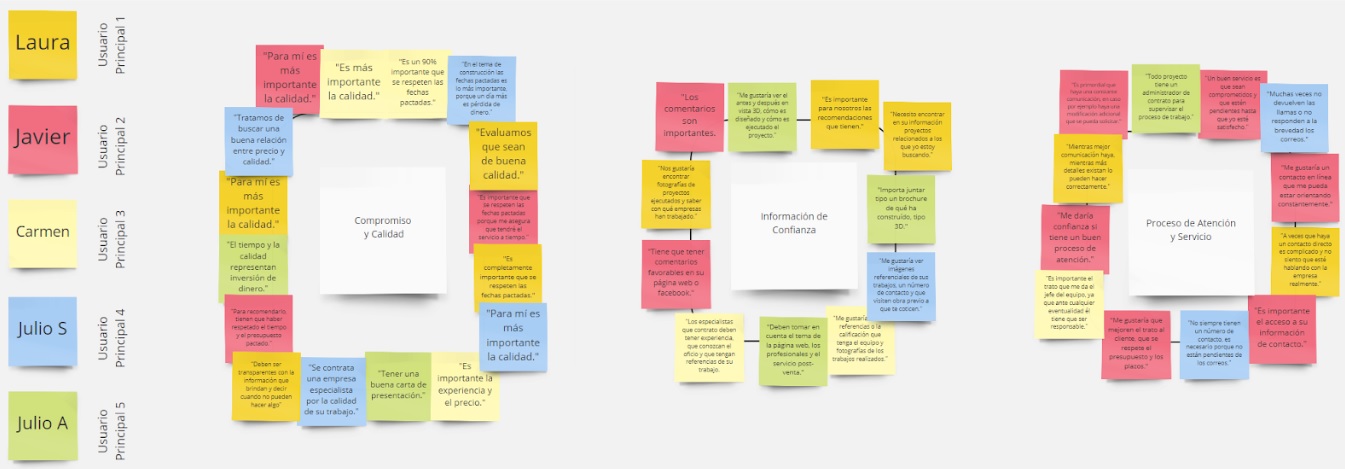 Laura
Usuario
Principal 1
Javier
Usuario
Principal 2
Carmen
Usuario
Principal 3
Julio S
Usuario
Principal 4
Julio A
Usuario
Principal 5
"Para mí es
más
importante
la calidad."
"Es más
importante
la calidad."
"Es un 90%
importante que
se respeten las
fechas
pactadas."
"En el tema de
construcción las
fechas pactadas es
lo más importante,
porque un día más
es pérdida de
dinero."
"Tratamos de
buscar una
buena relación
entre precio y
calidad."
"Evaluamos
que sean
de buena
calidad."
"Para mí es
más
importante
la calidad."
"Es importante que
se respeten las
fechas pactadas
porque me asegura
que tendré el
servicio a tiempo."
Compromiso
y Calidad
"El tiempo y la
calidad
representan
inversión de
dinero."
"Es
completamente
importante que se
respeten las
fechas pactadas."
"Para recomendarlo,
tienen que haber
respetado el tiempo
y el presupuesto
pactado"
"Para mí es
más
importante
la calidad."
"Deben ser
transparentes con la
información que
brindan y decir
cuando no pueden
hacer algo"
"Se contrata
una empresa
especialista
por la calidad
de su trabajo."
"Tener una
buena carta de
presentación."
"Es
importante la
experiencia y
el precio."
"Los
comentarios
son
importantes.
"Me gustaría ver el
antes y después en
vista 3D, cómo es
diseñado y cómo es
ejecutado el
proyecto."
"Es importante
para nosotros las
recomendaciones
que tienen."
"Necesito encontrar
en su información
proyectos
relacionados a los
que yo estoy
buscando."
"Nos gustaría
encontrar
fotografías de
proyectos
ejecutados y saber
con qué empresas
han trabajado."
"Importa juntar
tipo un brochure
de qué ha
construido, tipo
3D."
Información de
Confianza
"Tiene que tener
comentarios
favorables en su
página web o
facebook."
"Me gustaría ver
imágenes
referenciales de sus
trabajos, un número
de contacto y que
visiten obra previo a
que te coticen."
"Los especialistas
que contrato deben
tener experiencia,
que conozcan el
oficio y que tengan
referencias de su
trabajo.
"Deben tomar en
cuenta el tema de
la página web, los
profesionales y el
servicio post-
venta."
"Me gustaría
referencias o la
calificación que
tenga el equipo y
fotografías de los
trabajos realizados."
"Es primordial que
haya una constante
comunicación, en caso
por ejemplo haya una
modificación adicional
que se pueda solicitar."
"Todo proyecto
tiene un
administrador de
contrato para
supervisar el
proceso de trabajo."
"Un buen servicio es
que sean
comprometidos y
que estén
pendientes hasta
que yo esté
satisfecho."
"Muchas veces no
devuelven las
llamas o no
responden a la
brevedad los
correos."
"Mientras mejor
comunicación haya,
mientras más
detalles existan lo
pueden hacer
correctamente."
"Me gustaría un
contacto en línea
que me pueda
estar orientando
constantemente."
"Me daría
confianza si
tiene un buen
proceso de
atención."
Proceso de Atención
y Servicio
"A veces que haya
un contacto directo
es complicado y no
siento que esté
hablando con la
empresa
realmente."
"Es importante el
trato que me da el
jefe del equipo, ya
que ante cualquier
eventualidad él
tiene que ser
responsable."
"Me gustaría que
mejoren el trato al
cliente, que se
respete el
presupuesto y los
plazos."
"No siempre tienen
un número de
contacto, es
necesario porque no
están pendientes de
los correos."
"Es importante
el acceso a su
información
de contacto."